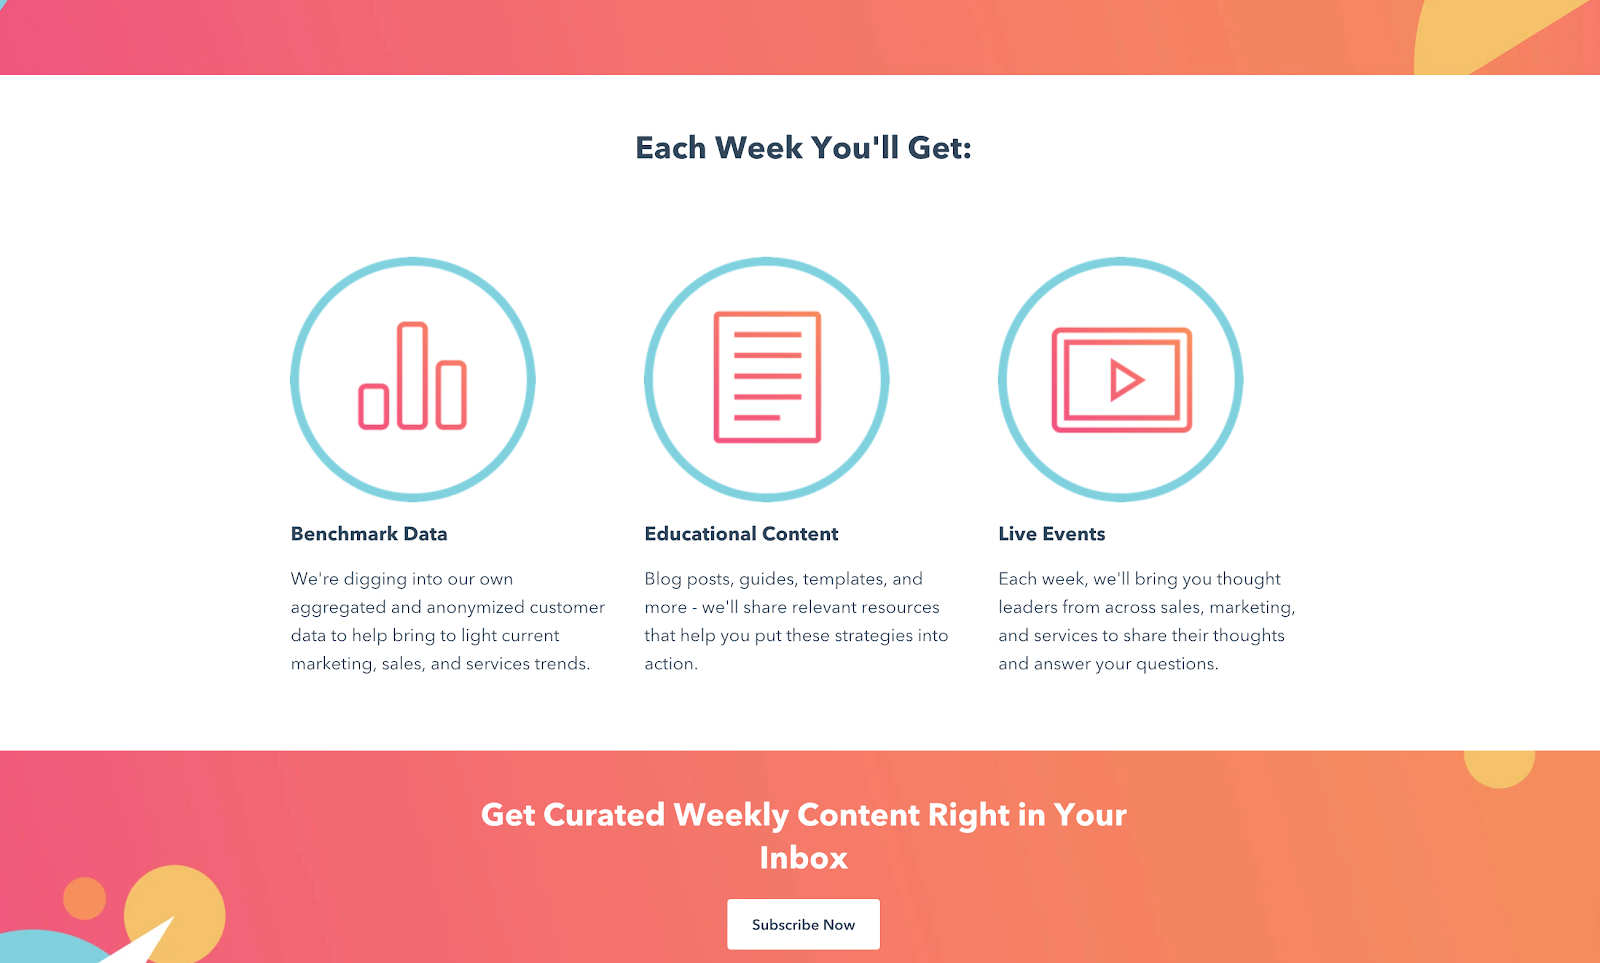 Each Week You'll Get:
Benchmark Data
We're digging into our own
aggregated and anonymized customer
data to help bring to light current
marketing, sales, and services trends.
Educational Content
Blog posts, guides, templates, and
more - we'll share relevant resources
that help you put these strategies into
action.
Live Events
Each week, we'll bring you thought
leaders from across sales, marketing,
and services to share their thoughts
and answer your questions.
Get Curated Weekly Content Right in Your
Inbox
Subscribe Now